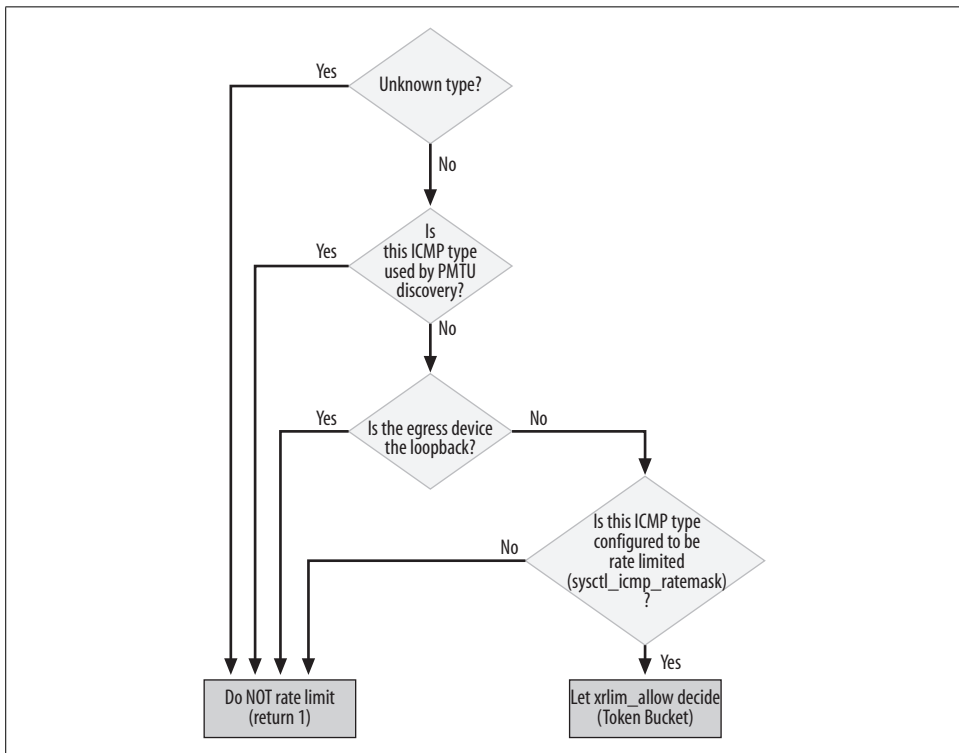 Yes
Unknown type?
No
Is
this ICMP type
used by PMTU
discovery?
Yes
No
Yes
Is the egress device
the loopback?
No
Is this ICMP type
configured to be
rate limited
(sysctl_icmp_ratemask)
?
No
Yes
Do NOT rate limit
(return 1)
Let xrlim_allow decide
(Token Bucket)